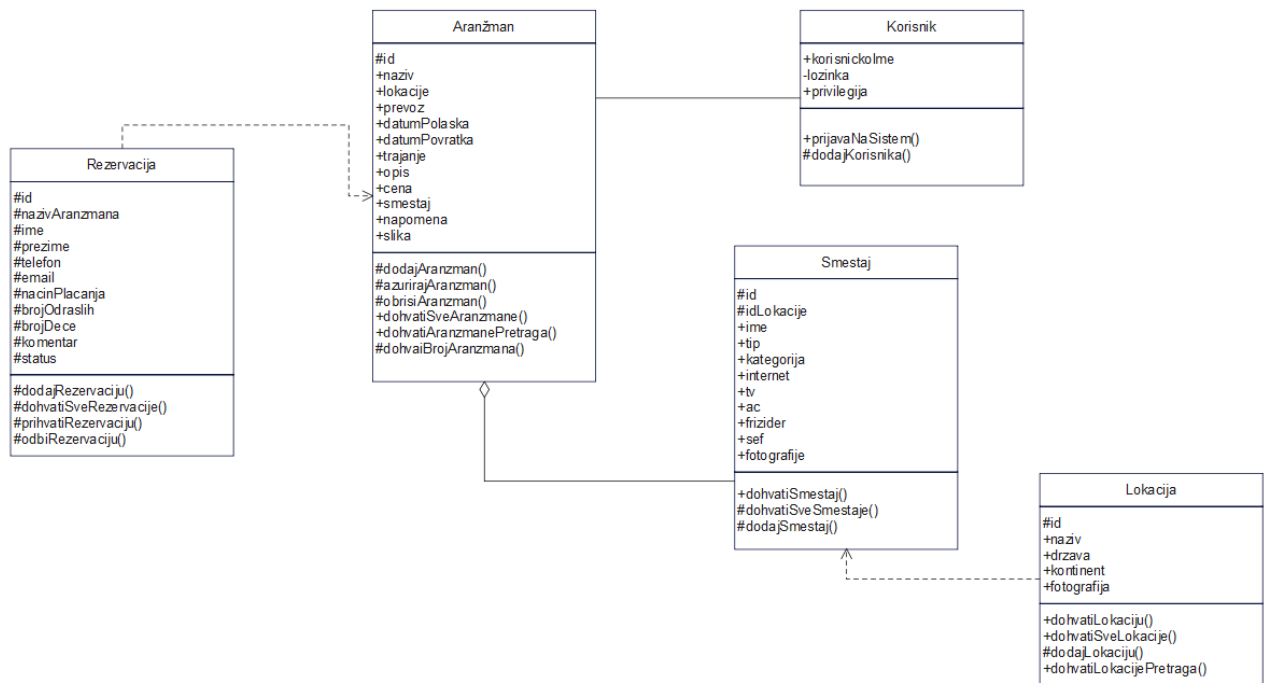 Aranžman
#id
+naziv
+lokacije
+prevoz
+datumPolaska
+datumPovratka
+trajanje
+opis
+cena
+smestaj
+napomena
+slika
#dodajAranzman()
#azurirajAranzman()
#obrisiAranzman()
+dohvatiSveAranzmane()
+dohvatiAranzmanePretraga()
#dohvaiBrojAranzmana()
Korisnik
+korisnickoIme
-lozinka
+privilegija
+prijavaNaSistem()
#dodajKorisnika()
Rezervacija
#id
#nazivAranzmana
#ime
#prezime
#telefon
#email
#nacinPlacanja
#brojOdraslih
#brojDece
#komentar
#status
#dodajRezervaciju()
#dohvatiSveRezervacije()
#prihvatiRezervaciju()
#odbiRezervaciju()
Smestaj
#id
#idLokacije
+ime
+tip
+kategorija
+internet
+tv
+ac
+frizider
+sef
+fotografije
+dohvatiSmestaj()
#dohvatiSveSmestaje()
#dodajSmestaj()
Lokacija
#id
+naziv
+drzava
+kontinent
+fotografija
+dohvatiLokaciju()
+dohvatiSveLokacije()
#dodajLokaciju()
+dohvatiLokacijePretraga()